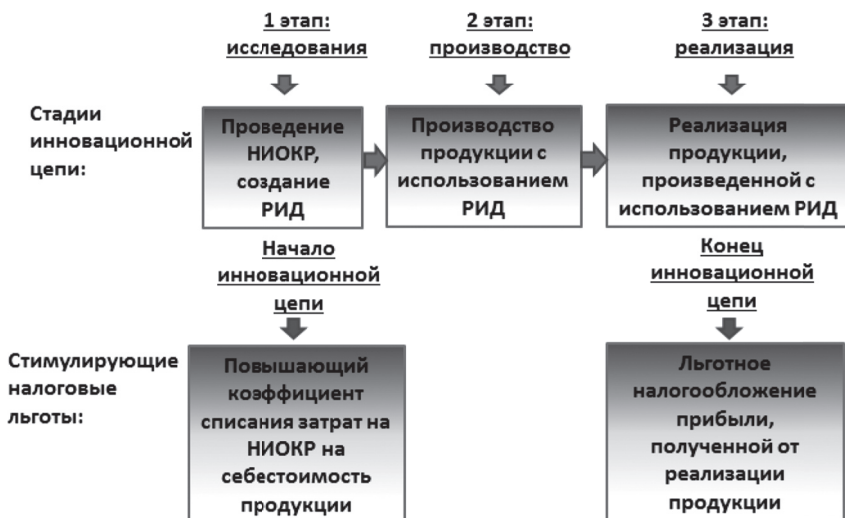 1 этап:
исследования
2 этап:
производство
3 этап:
реализация
Стадии
инновационной
цепи:
Проведение
НИОКР,
создание
РИД
Производство
продукции с
использованием
РИД
Реализация
продукции,
произведенной с
использованием РИД
Начало
инновационной
цепи
Конец
инновационной
цепи
Стимулирующие
налоговые
льготы:
Повышающий
коэффициент
списания затрат на
НИОКР на
себестоимость
продукции
Льготное
налогообложение
прибыли,
полученной от
реализации
продукции